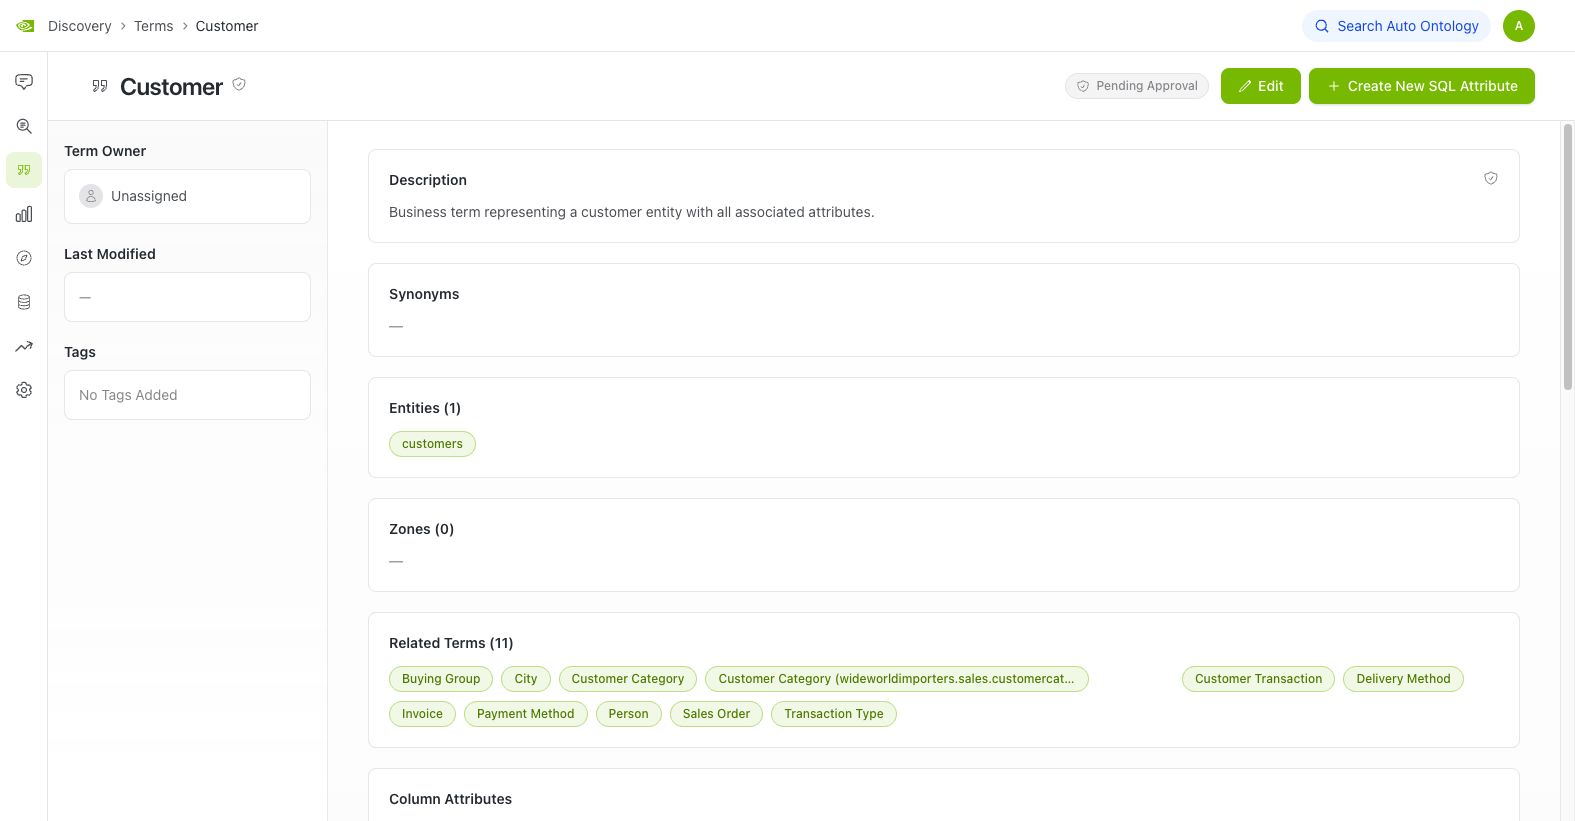 Discovery > Terms > Customer
Search Auto Ontology
A
Customer
Pending Approval
Edit
+ Create New SQL Attribute
Term Owner
Unassigned
Last Modified
—
Tags
No Tags Added
Description
Business term representing a customer entity with all associated attributes.
Synonyms
—
Entities (1)
customers
Zones (0)
—
Related Terms (11)
Buying Group City Customer Category Customer Category (wideworldimporters.sales.customercat... Customer Transaction Delivery Method
Invoice Payment Method Person Sales Order Transaction Type
Column Attributes